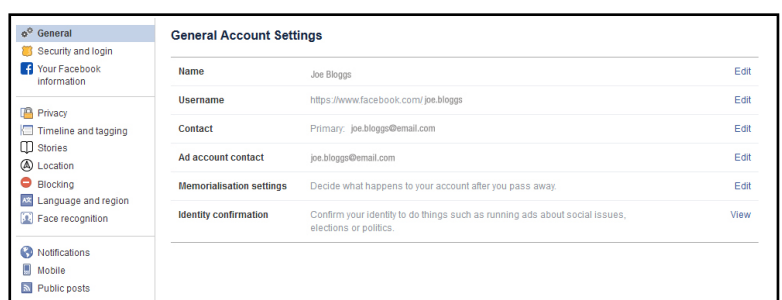 General
Security and login
Your Facebook
information
Privacy
Timeline and tagging
Stories
Location
Blocking
Language and region
Face recognition
Notifications
Mobile
Public posts
General Account Settings
Name Joe Bloggs Edit
Username https://www.facebook.com/ joe.bloggs Edit
Contact Primary: joe.bloggs@email.com Edit
Ad account contact joe.bloggs@email.com Edit
Memorialisation settings Decide what happens to your account after you pass away. Edit
Identity confirmation Confirm your identity to do things such as running ads about social issues, View
elections or politics.